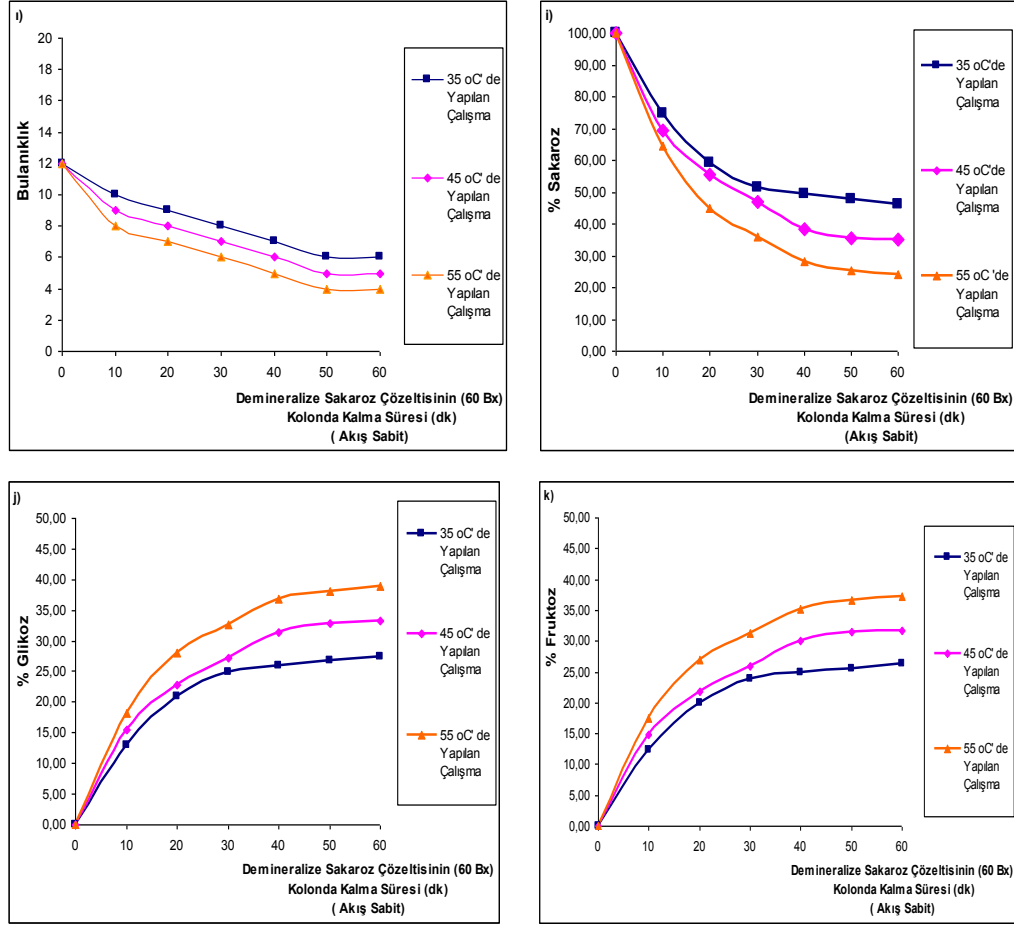 ı)
Bulanıklık
20
18
16
14
12
10
8
6
4
2
0
0 10 20 30 40 50 60
Demineralize Sakaroz Çözeltisinin (60 Bx)
Kolonda Kalma Süresi (dk)
( Akış Sabit)
35 oC' de
Yapılan
Çalışma
45 oC' de
Yapılan
Çalışma
55 oC' de
Yapılan
Çalışma
i)
% Sakaroz
100,00
90,00
80,00
70,00
60,00
50,00
40,00
30,00
20,00
10,00
0,00
0 10 20 30 40 50 60
Demineralize Sakaroz Çözeltisinin (60 Bx)
Kolonda Kalma Süresi (dk)
(Akış Sabit)
35 oC'de
Yapılan
Çalışma
45 oC'de
Yapılan
Çalışma
55 oC 'de
Yapılan
Çalışma
j)
% Glikoz
50,00
45,00
40,00
35,00
30,00
25,00
20,00
15,00
10,00
5,00
0,00
0 10 20 30 40 50 60
Demineralize Sakaroz Çözeltisinin (60 Bx)
Kolonda Kalma Süresi (dk)
( Akış Sabit)
35 oC' de
Yapılan
Çalışma
45 oC' de
Yapılan
Çalışma
55 oC' de
Yapılan
Çalışma
k)
% Fruktoz
50,00
45,00
40,00
35,00
30,00
25,00
20,00
15,00
10,00
5,00
0,00
0 10 20 30 40 50 60
Demineralize Sakaroz Çözeltisinin (60 Bx)
Kolonda Kalma Süresi (dk)
( Akış Sabit)
35 oC' de
Yapılan
Çalışma
45 oC' de
Yapılan
Çalışma
55 oC' de
Yapılan
Çalışma